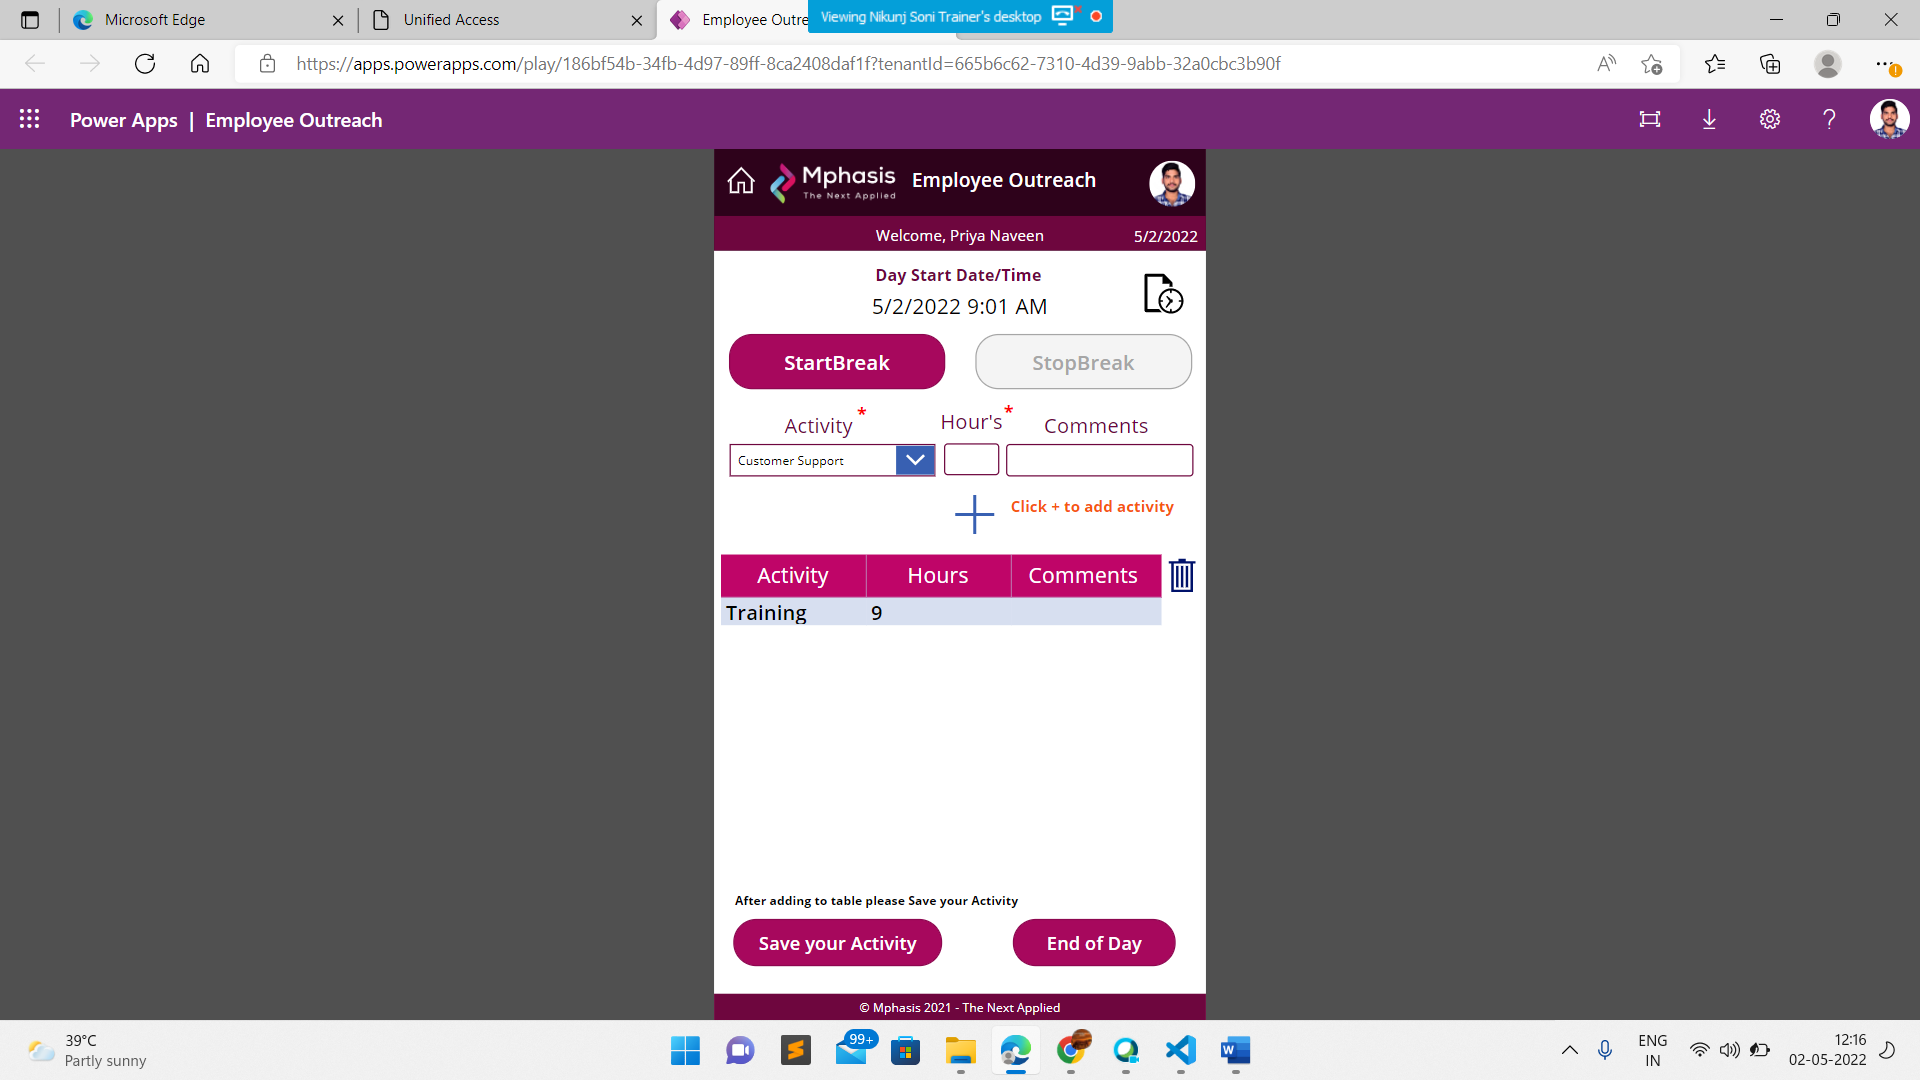 Microsoft Edge
Unified Access
Employee Outre
Viewing Nikunj Soni Trainer's desktop
https://apps.powerapps.com/play/186bf54b-34fb-4d97-89ff-8ca2408daf1f?tenantId=665b6c62-7310-4d39-9abb-32a0cbc3b90f
Power Apps | Employee Outreach
Mphasis
The Next Applied
Employee Outreach
Welcome, Priya Naveen
5/2/2022
Day Start Date/Time
5/2/2022 9:01 AM
StartBreak
StopBreak
Activity *
Hour's *
Comments
Customer Support
Click + to add activity
Activity Hours Comments
Training 9
After adding to table please Save your Activity
Save your Activity
End of Day
© Mphasis 2021 - The Next Applied
39°C
Partly sunny
99+
ENG
IN
12:16
02-05-2022